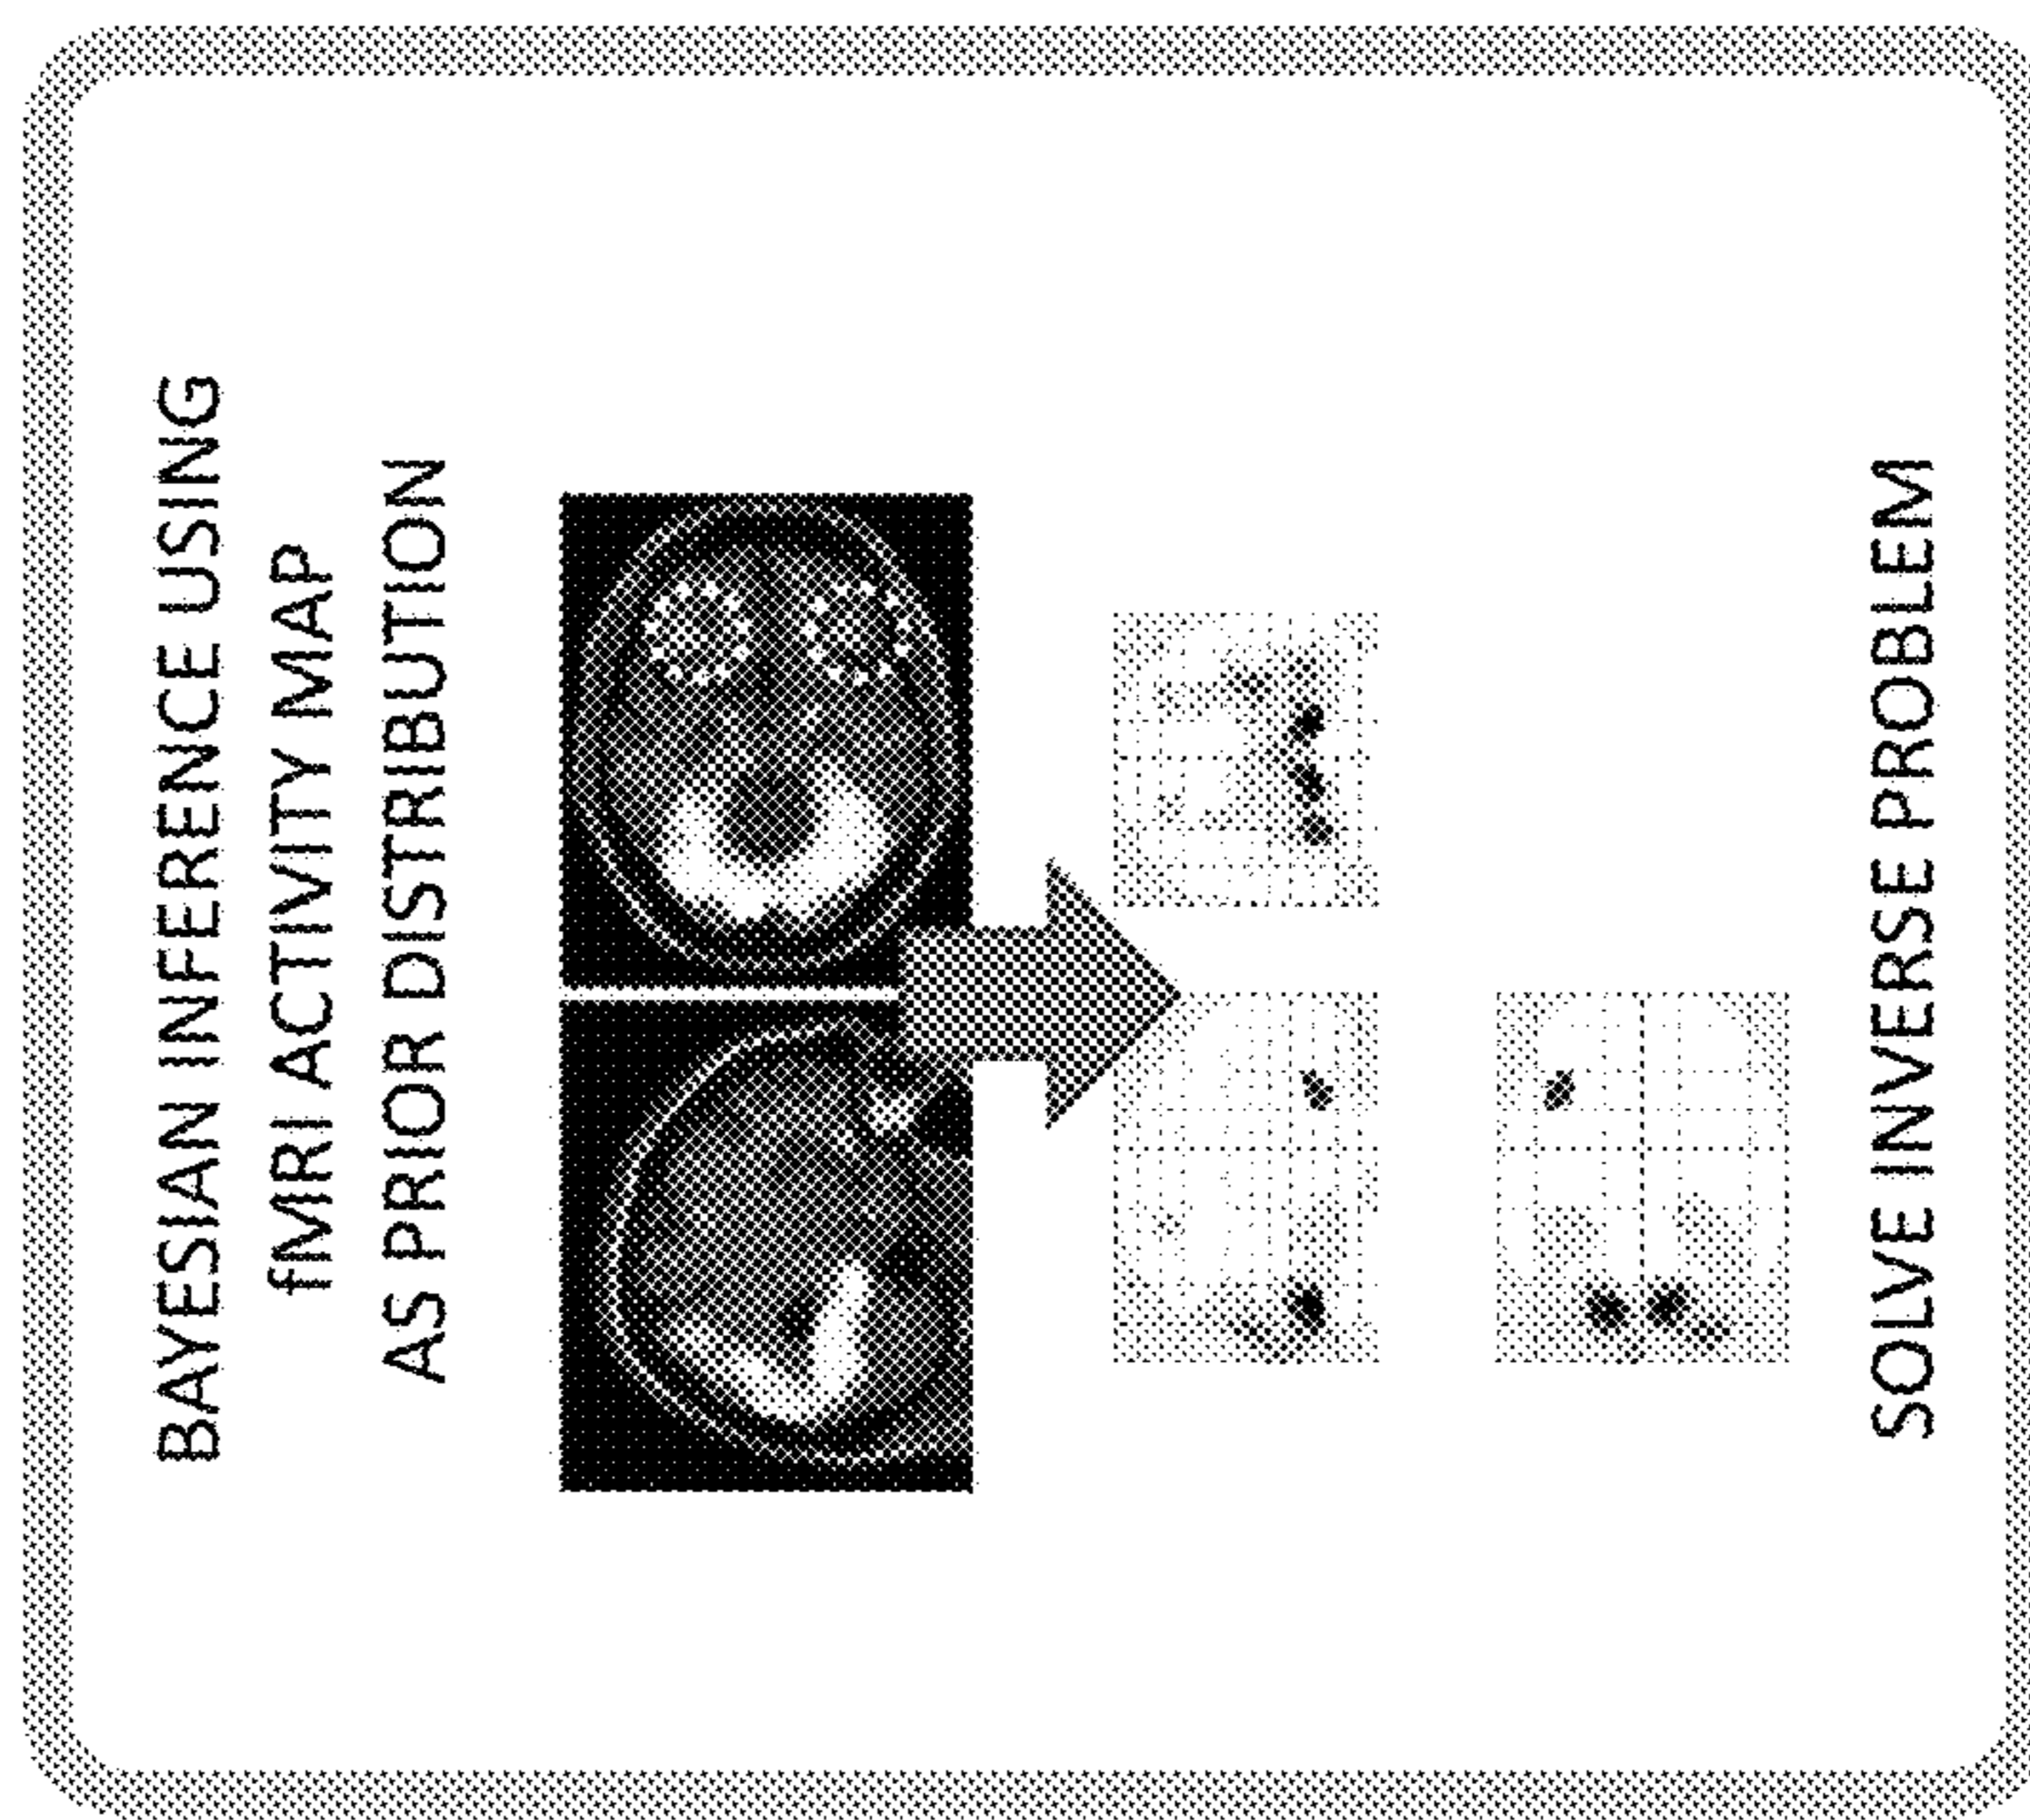 BAYESIAN INFERENCE USING
fMRI ACTIVITY MAP
AS PRIOR DISTRIBUTION
SOLVE INVERSE PROBLEM